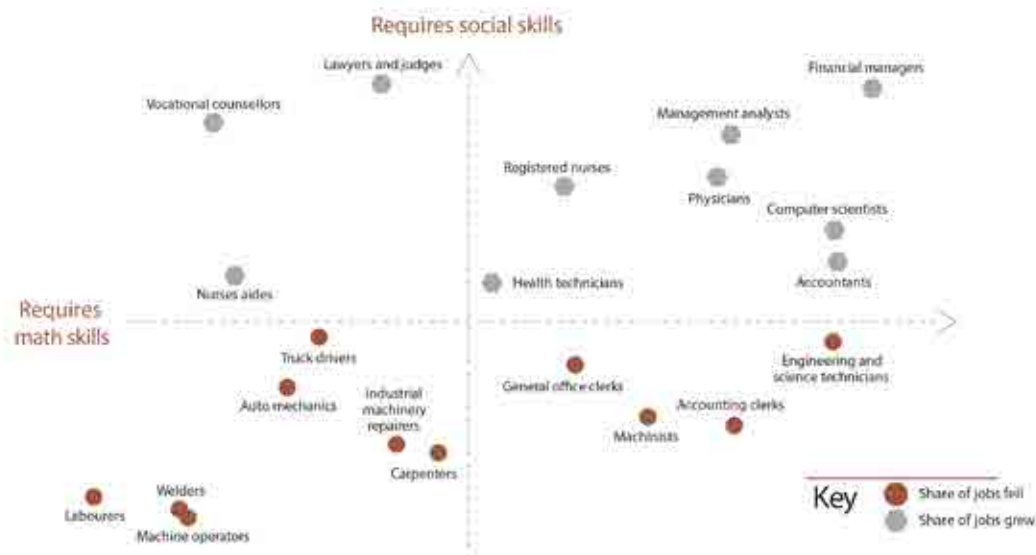 Requires social skills
Lawyers and judges
Financial managers
Vocational counsellors
Management analysts
Registered nurses
Physicians
Computer scientists
Nurses aides
Health technicians
Accountants
Requires
math skills
Truck drivers
Engineering and
science technicians
General office clerks
Auto mechanics
Industrial
machinery
repairers
Accounting clerks
Machinists
Carpenters
Welders
Labourers
Machine operators
Key
Share of jobs fell
Share of jobs grew